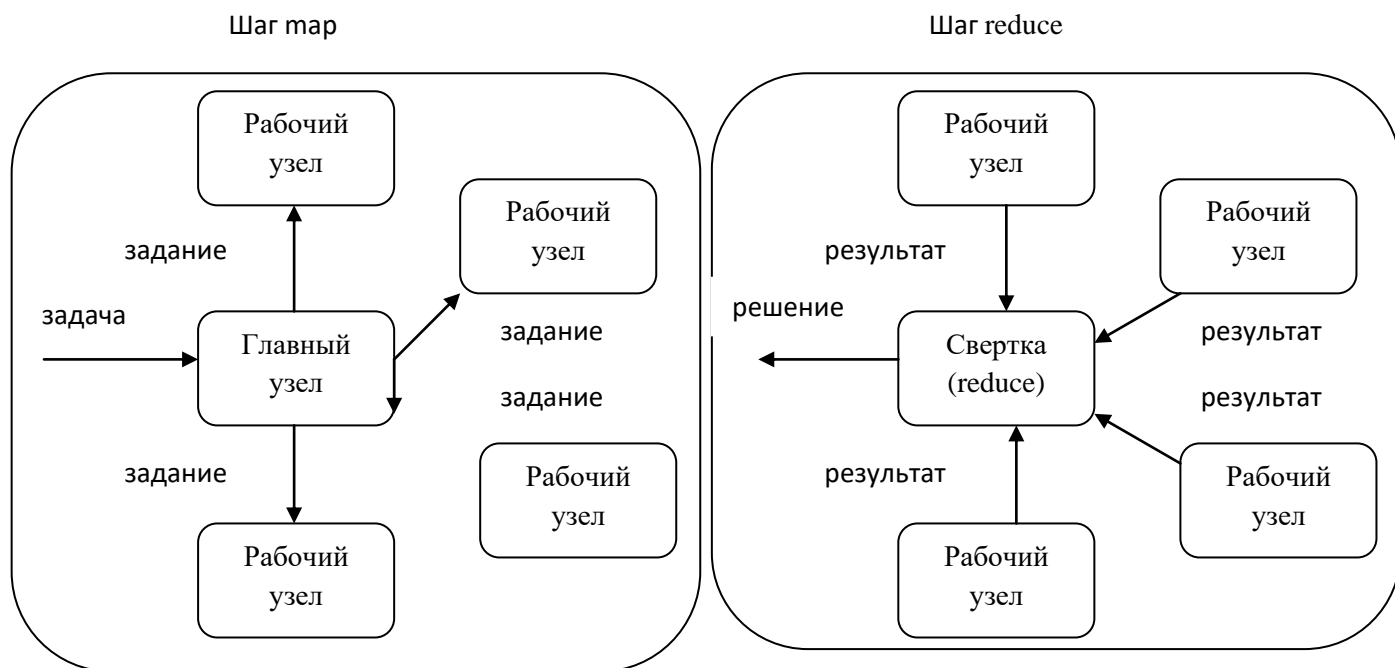 Шаг map
Рабочий
узел
Рабочий
узел
задание
задача
Главный
узел
задание
задание
задание
Рабочий
узел
Рабочий
узел
Шаг reduce
Рабочий
узел
Рабочий
узел
результат
решение
Свертка
(reduce)
результат
результат
результат
Рабочий
узел
Рабочий
узел